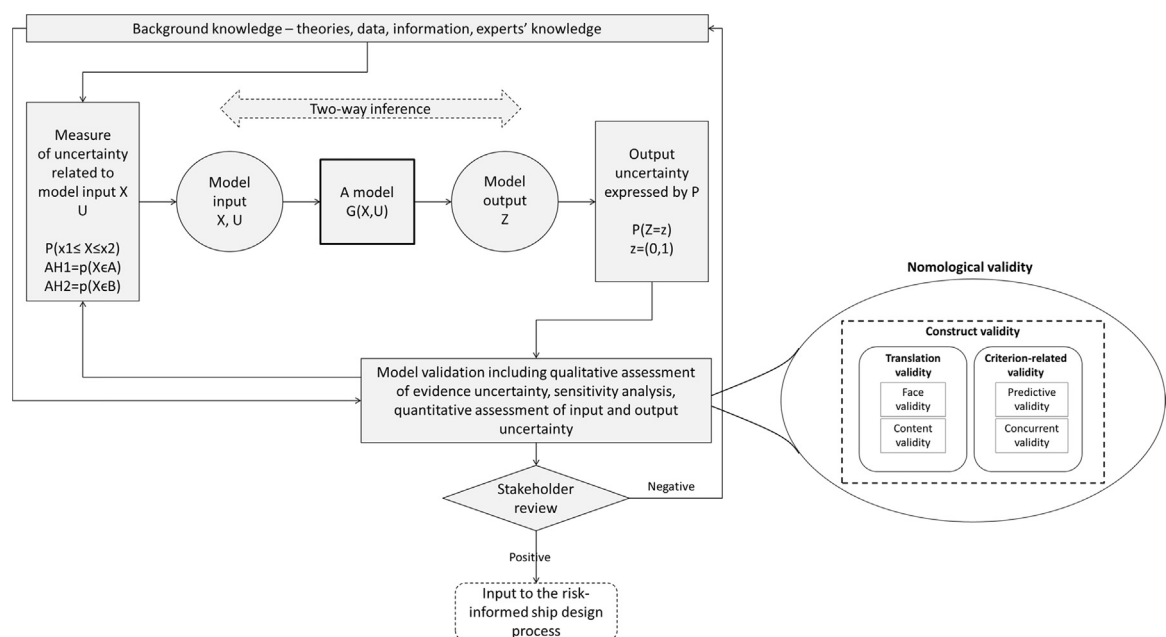 Background knowledge – theories, data, information, experts’ knowledge
Two-way inference
Measure
of uncertainty
related to
model input X
U
P(x1≤ X≤x2)
AH1=p(XϵA)
AH2=p(XϵB)
Model
input
X, U
A model
G(X,U)
Model
output
Z
Output
uncertainty
expressed by P
P(Z=z)
z=(0,1)
Model validation including qualitative assessment
of evidence uncertainty, sensitivity analysis,
quantitative assessment of input and output
uncertainty
Stakeholder
review
Negative
Positive
Input to the risk-
informed ship design
process
Nomological validity
Construct validity
Translation
validity
Face
validity
Content
validity
Criterion-related
validity
Predictive
validity
Concurrent
validity